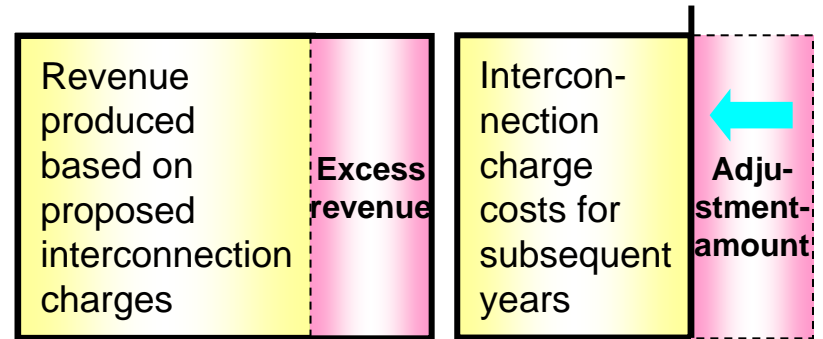 Revenue
produced
based on
proposed
interconnection
charges
Excess
revenue
Intercon-
nection
charge
costs for
subsequent
years
Adju-
stment-
amount